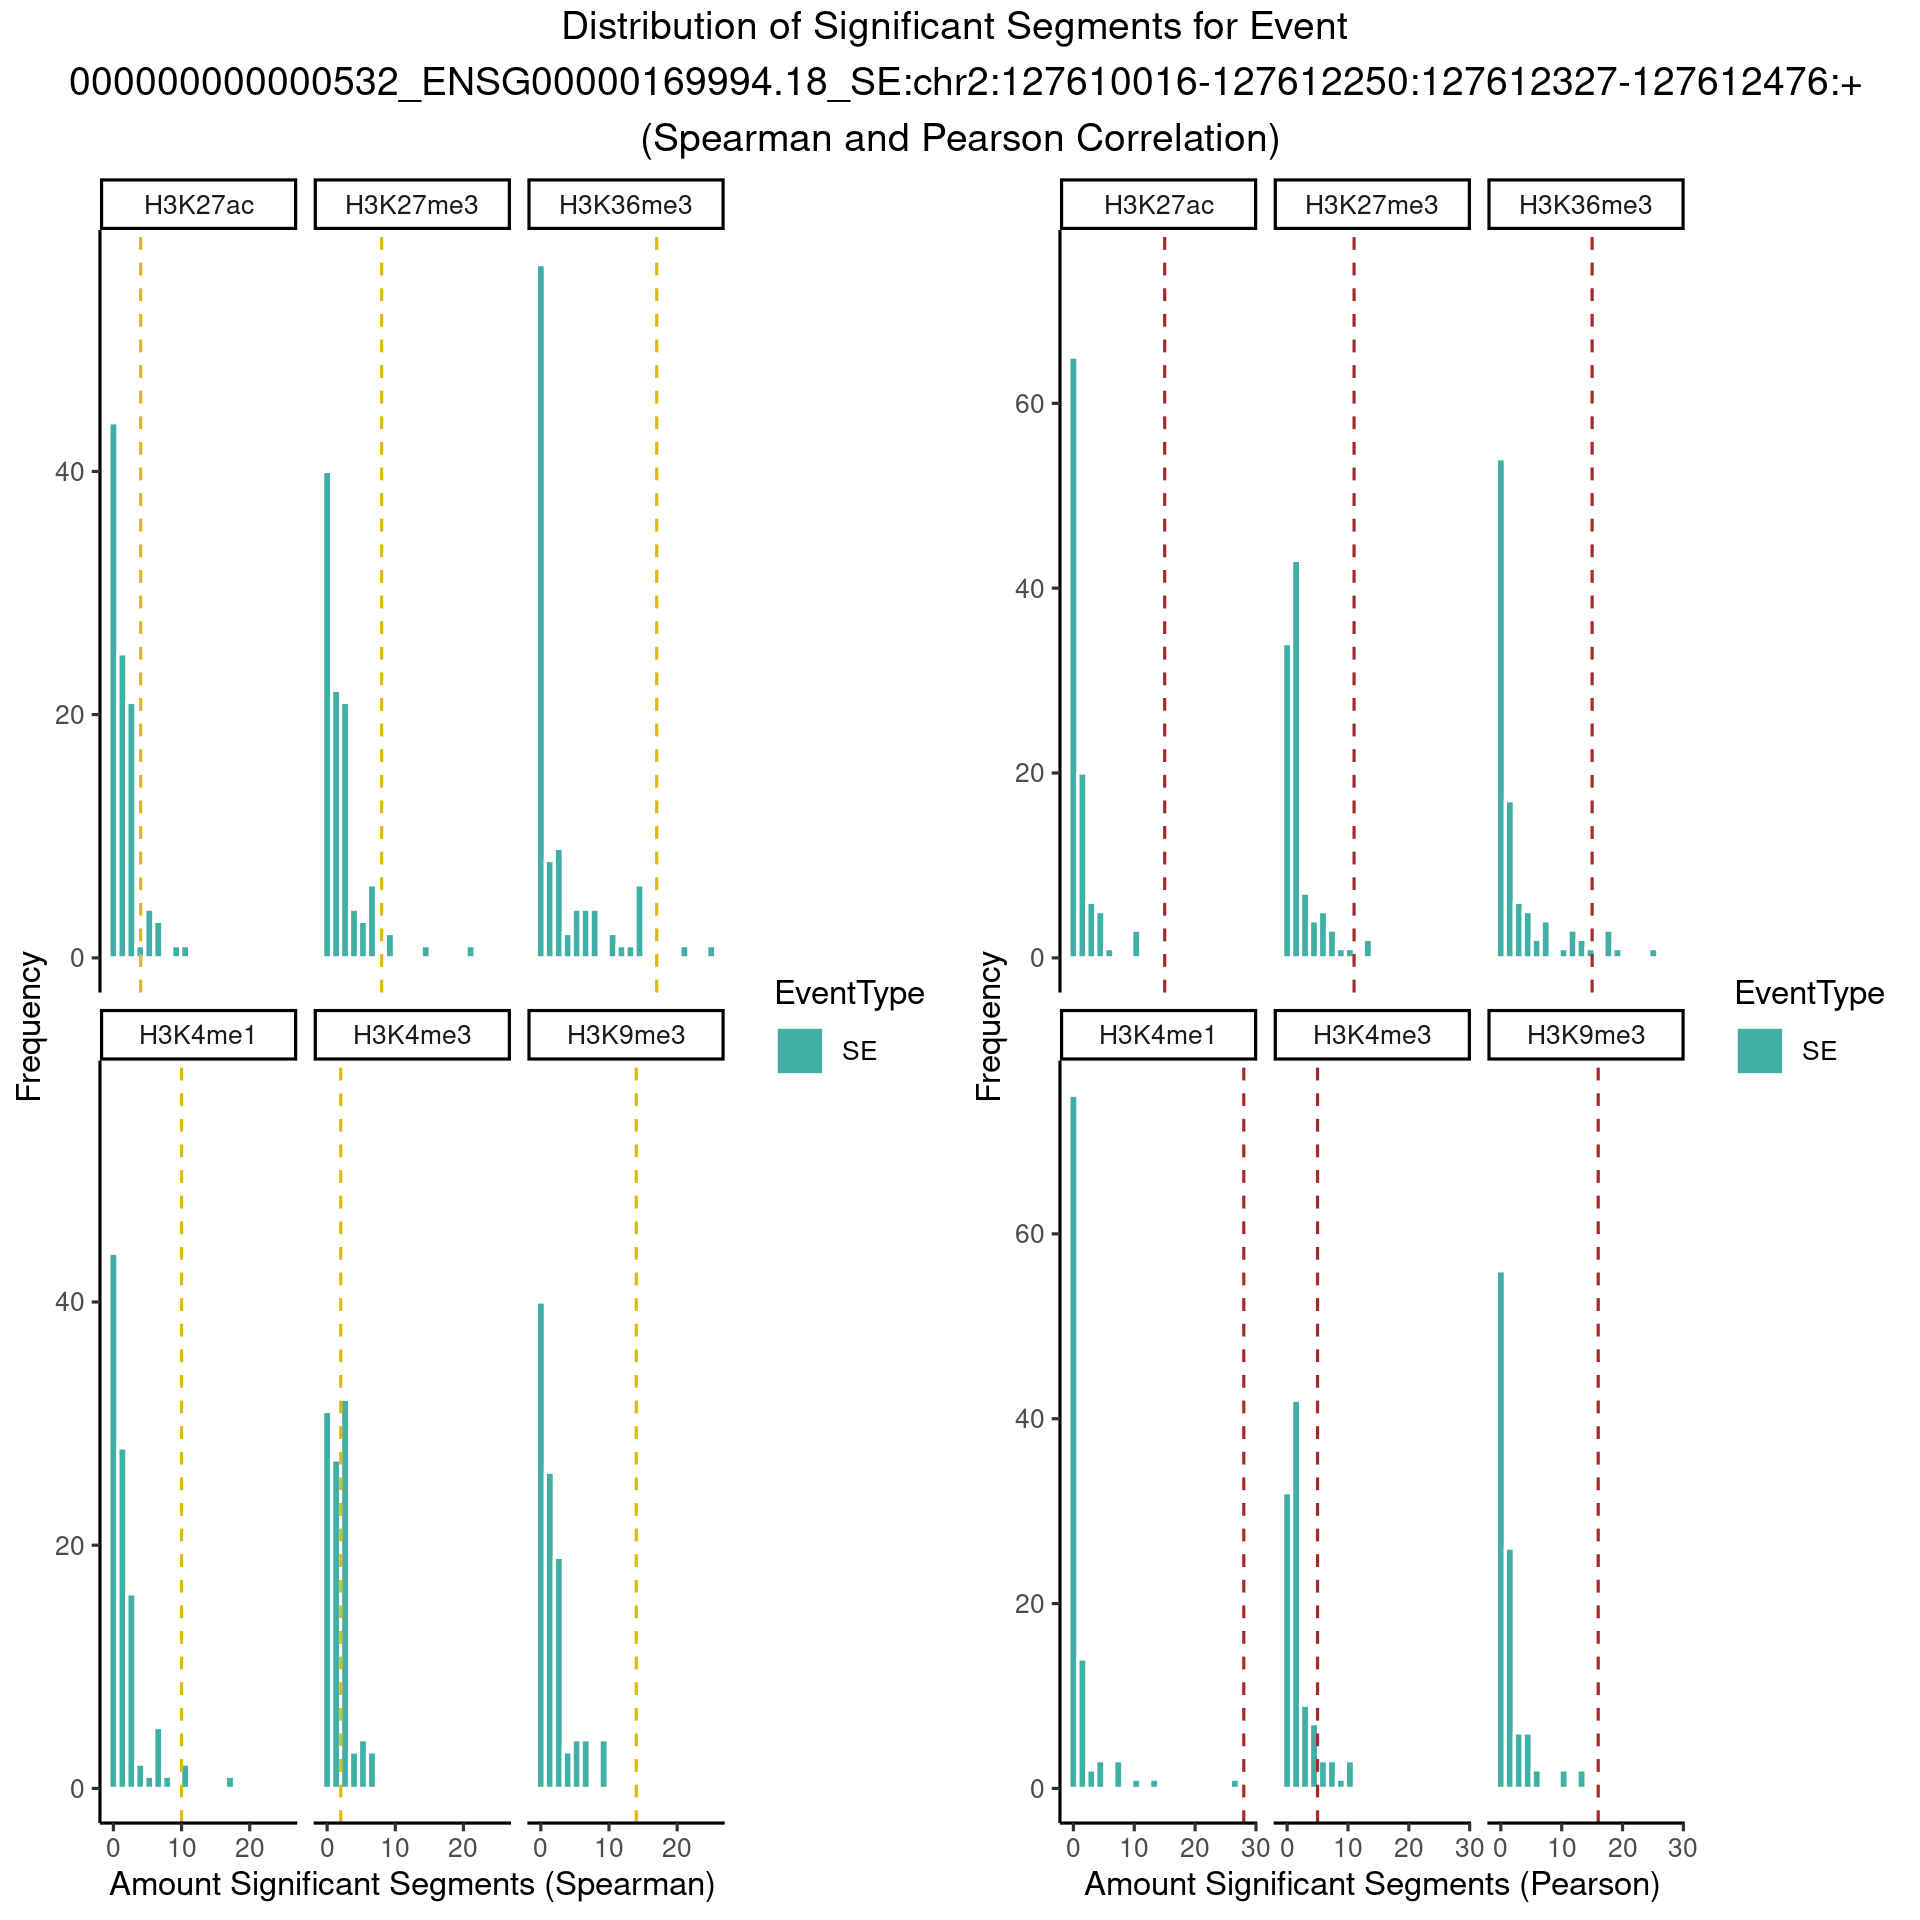 Distribution of Significant Segments for Event
000000000000532_ENSG00000169994.18_SE:chr2:127610016-127612250:127612327-127612476:+
(Spearman and Pearson Correlation)
H3K27ac H3K27me3 H3K36me3
40
20
0
H3K4me1 H3K4me3 H3K9me3
40
20
0
0 10 20 0 10 20 0 10 20
Frequency
Amount Significant Segments (Spearman)
EventType
SE
H3K27ac H3K27me3 H3K36me3
60
40
20
0
H3K4me1 H3K4me3 H3K9me3
60
40
20
0
0 10 20 30 0 10 20 30 0 10 20 30
Frequency
Amount Significant Segments (Pearson)
EventType
SE